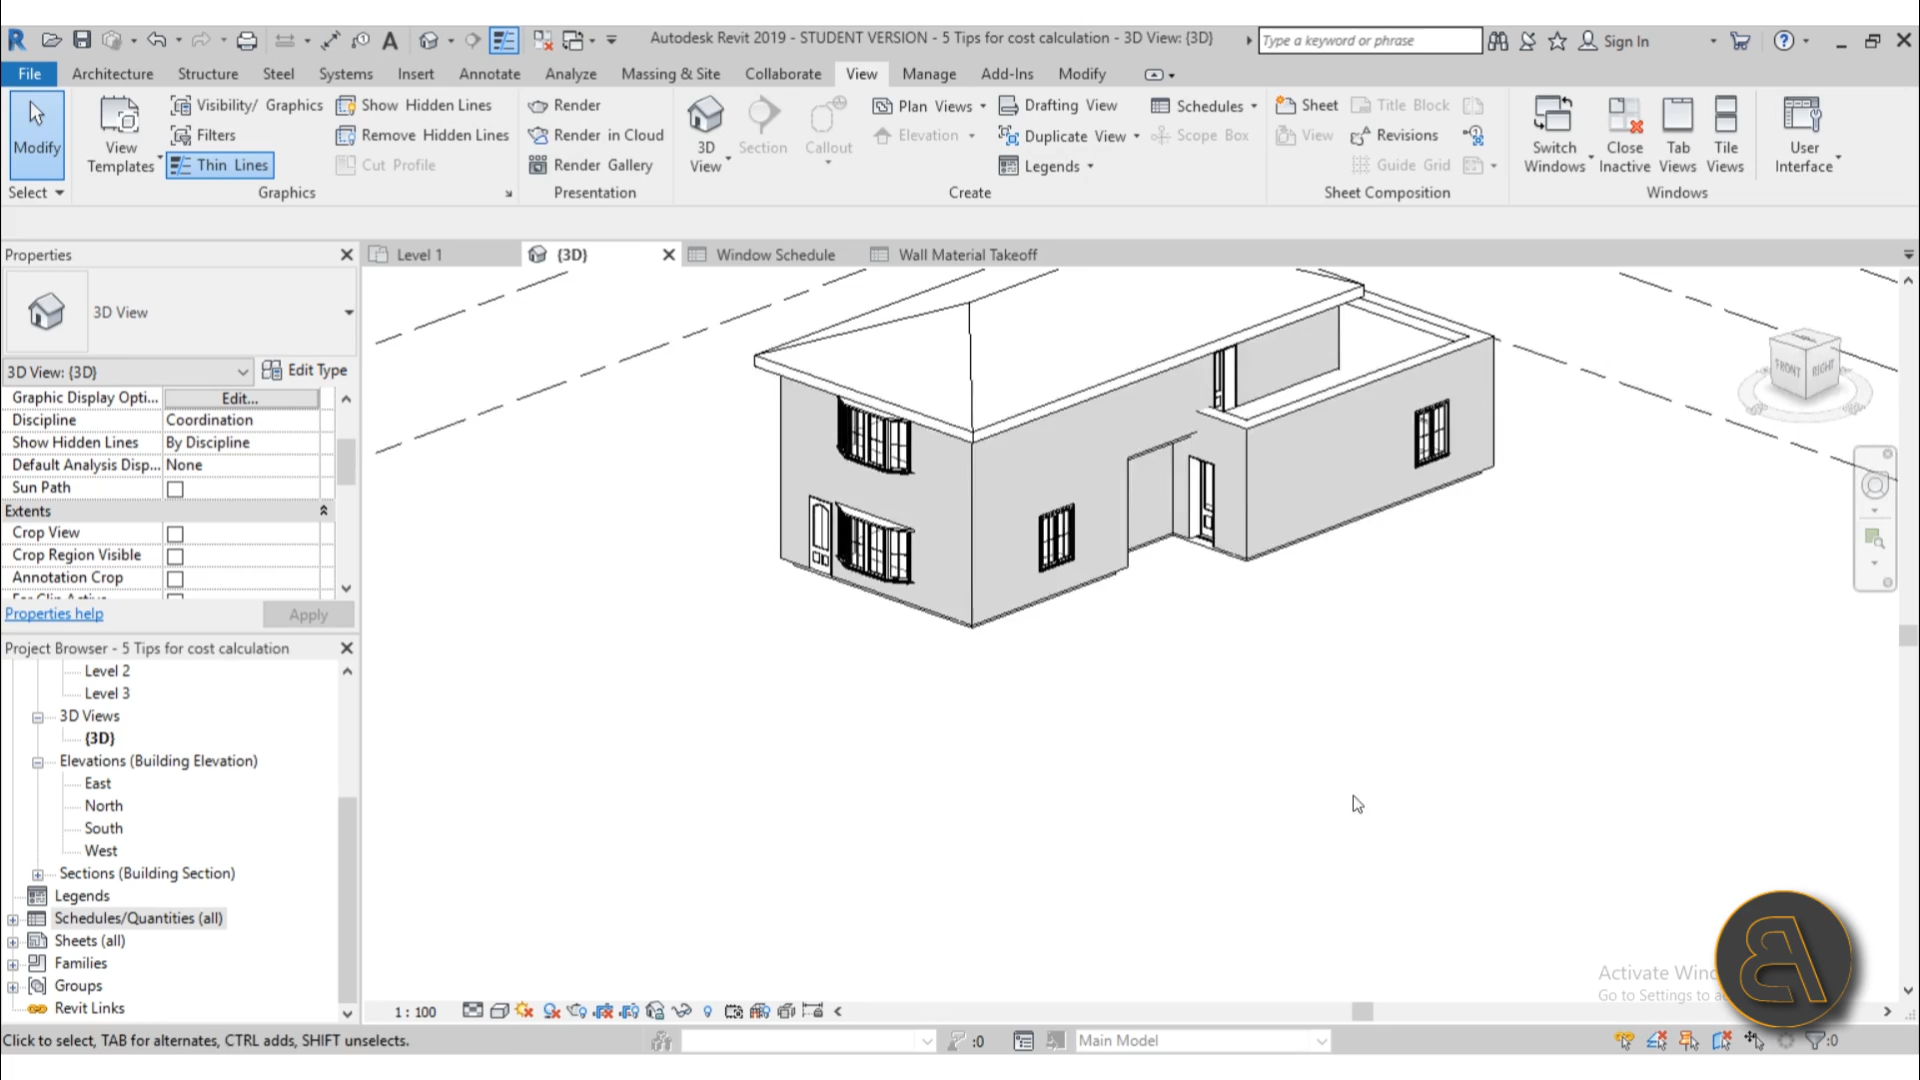 Autodesk Revit 2019 - STUDENT VERSION - 5 Tips for cost calculation - 3D View: {3D}
Type a keyword or phrase
Sign In
File Architecture Structure Steel Systems Insert Annotate Analyze Massing & Site Collaborate View Manage Add-Ins Modify
Modify
Select
View Templates
Visibility/ Graphics
Filters
Thin Lines
Show Hidden Lines
Remove Hidden Lines
Cut Profile
Graphics
Render
Render in Cloud
Render Gallery
Presentation
3D View
Section
Callout
Plan Views
Elevation
Drafting View
Duplicate View
Legends
Schedules
Scope Box
Create
Sheet
View
Title Block
Revisions
Guide Grid
Sheet Composition
Switch Windows
Close Inactive
Tab Views
Tile Views
Windows
User Interface
Properties
Level 1
{3D}
Window Schedule
Wall Material Takeoff
3D View
3D View: {3D}
Edit Type
Graphic Display Opti... Edit...
Discipline Coordination
Show Hidden Lines By Discipline
Default Analysis Disp... None
Sun Path
Extents
Crop View
Crop Region Visible
Annotation Crop
Properties help
Apply
FRONT
RIGHT
Project Browser - 5 Tips for cost calculation
Level 2
Level 3
3D Views
{3D}
Elevations (Building Elevation)
East
North
South
West
Sections (Building Section)
Legends
Schedules/Quantities (all)
Sheets (all)
Families
Groups
Revit Links
1 : 100
Activate Wind
Go to Settings to a
Click to select, TAB for alternates, CTRL adds, SHIFT unselects.
:0
Main Model
:0